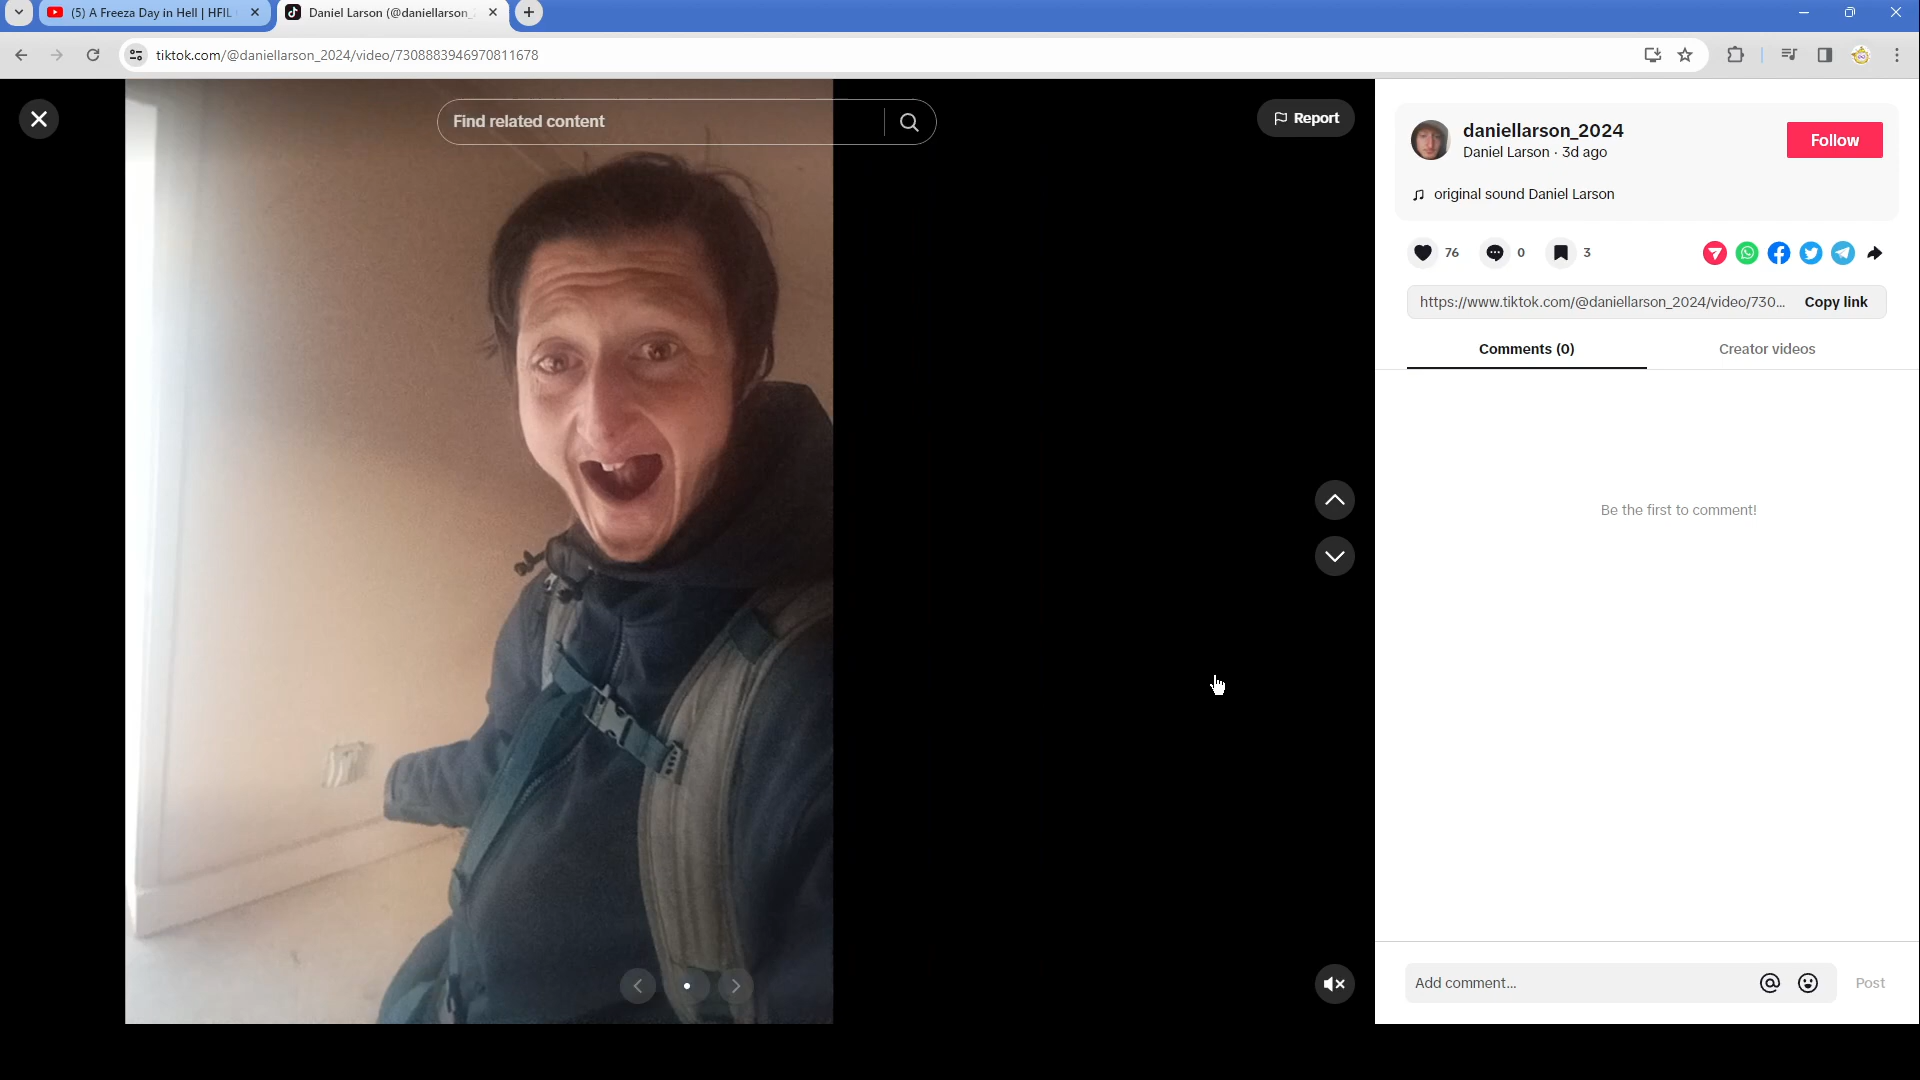 (5) A Freeza Day in Hell | HFIL
Daniel Larson (@daniellarson_
tiktok.com/@daniellarson_2024/video/7308883946970811678
Find related content
Report
daniellarson_2024
Daniel Larson · 3d ago
Follow
original sound Daniel Larson
76
0
3
https://www.tiktok.com/@daniellarson_2024/video/730...
Copy link
Comments (0)
Creator videos
Be the first to comment!
Add comment...
Post